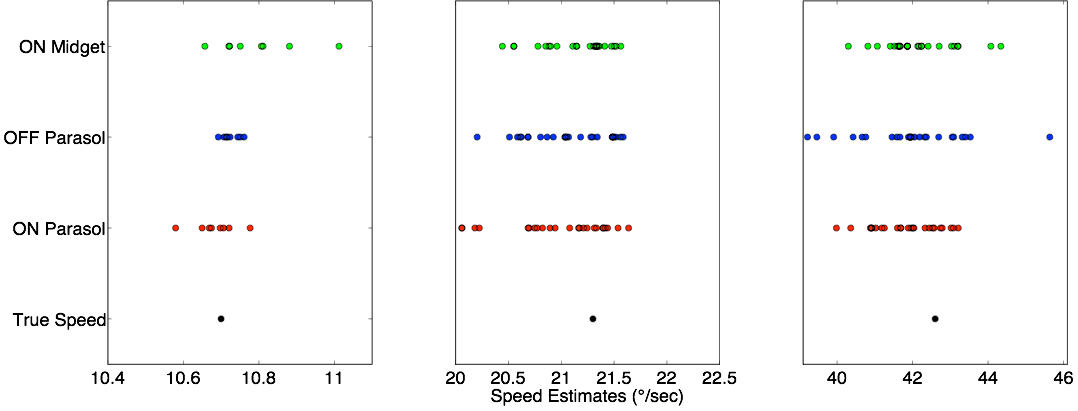 ON Midget
OFF Parasol
ON Parasol
True Speed
10.4 10.6 10.8 11
20 20.5 21 21.5 22 22.5
40 42 44 46
Speed Estimates (°/sec)